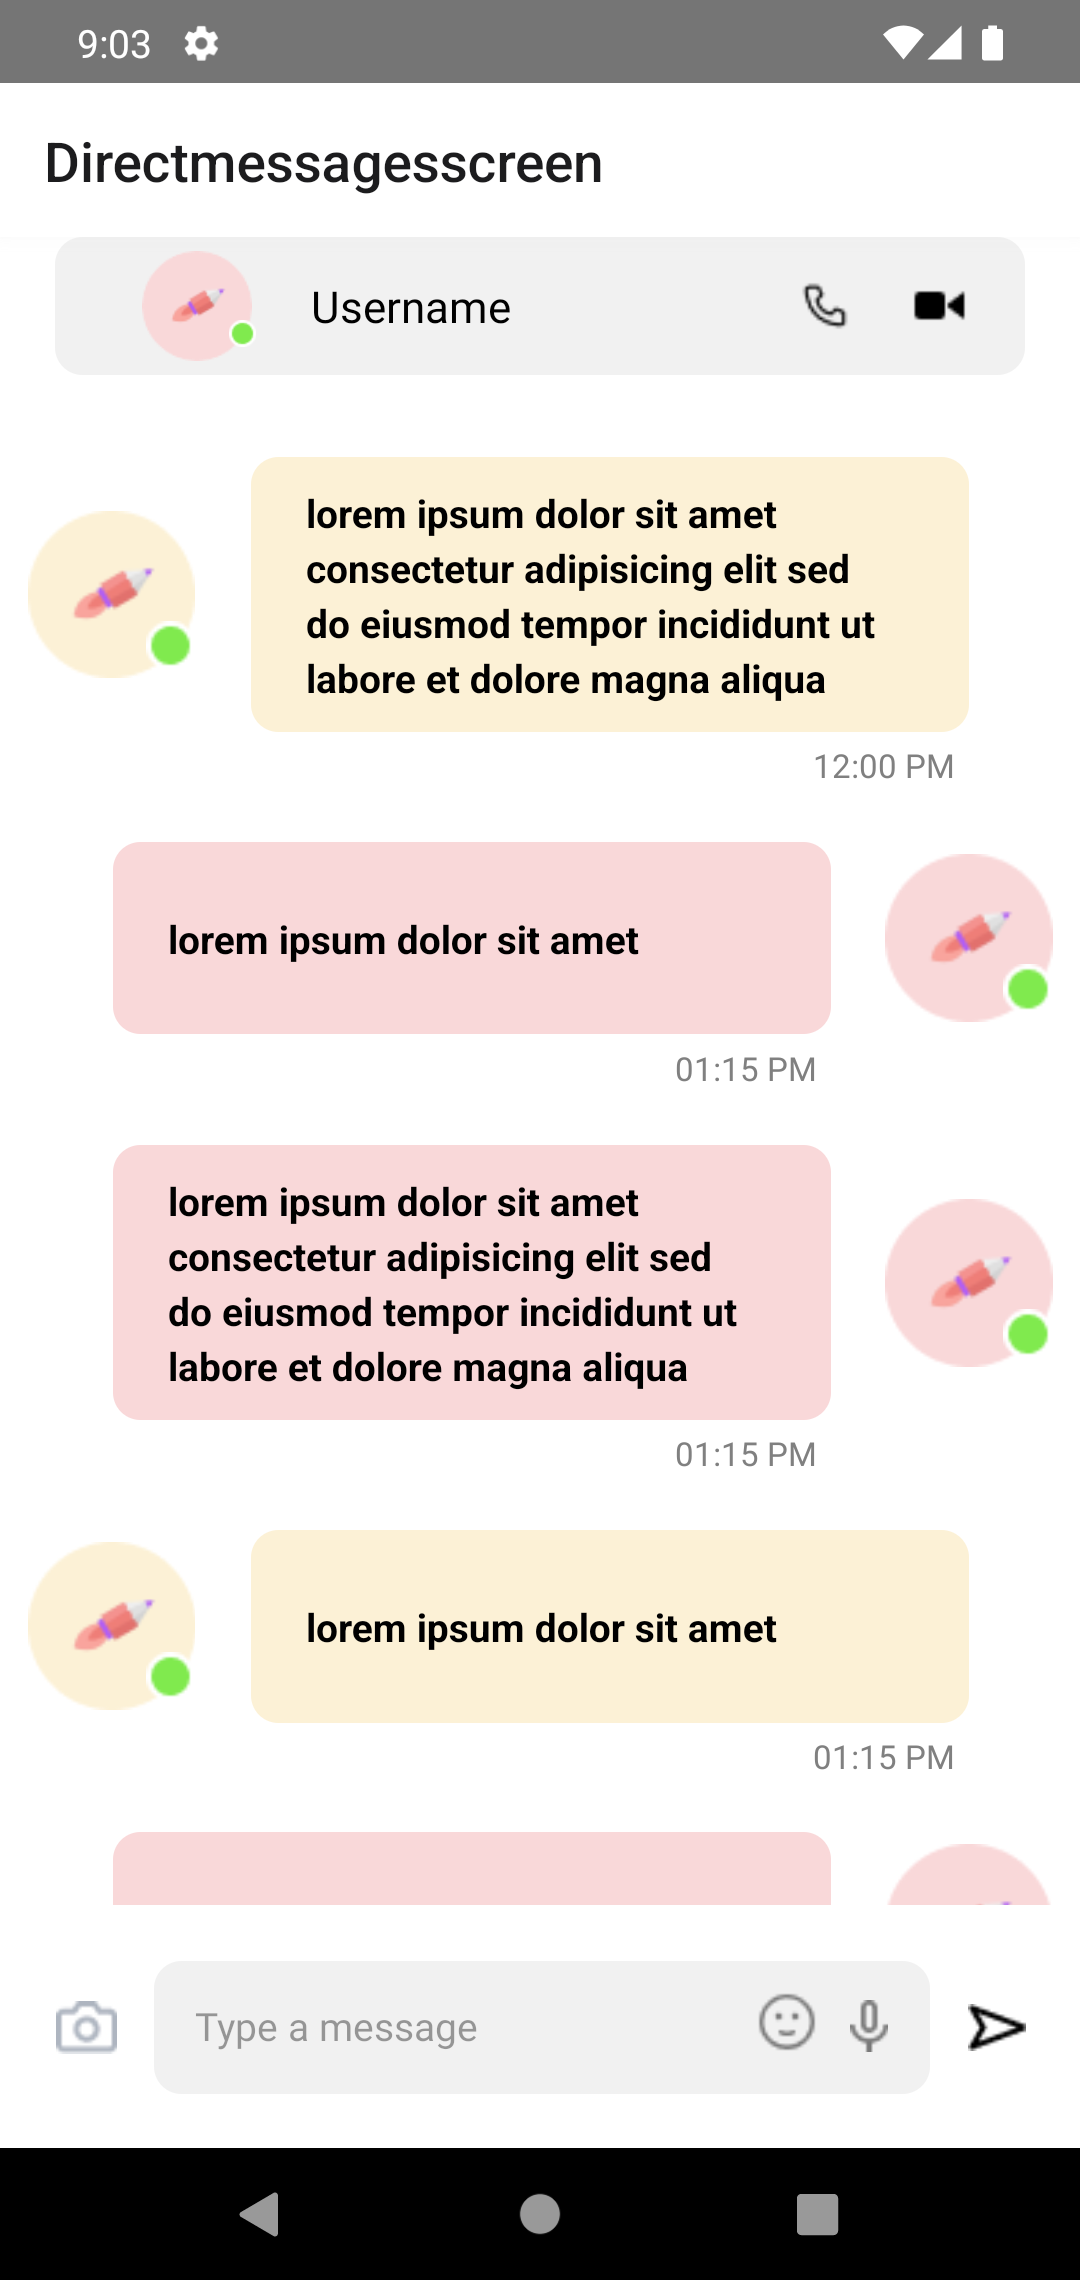 9:03
Directmessagesscreen
Username
lorem ipsum dolor sit amet
consectetur adipisicing elit sed
do eiusmod tempor incididunt ut
labore et dolore magna aliqua
12:00 PM
lorem ipsum dolor sit amet
01:15 PM
lorem ipsum dolor sit amet
consectetur adipisicing elit sed
do eiusmod tempor incididunt ut
labore et dolore magna aliqua
01:15 PM
lorem ipsum dolor sit amet
01:15 PM
Type a message